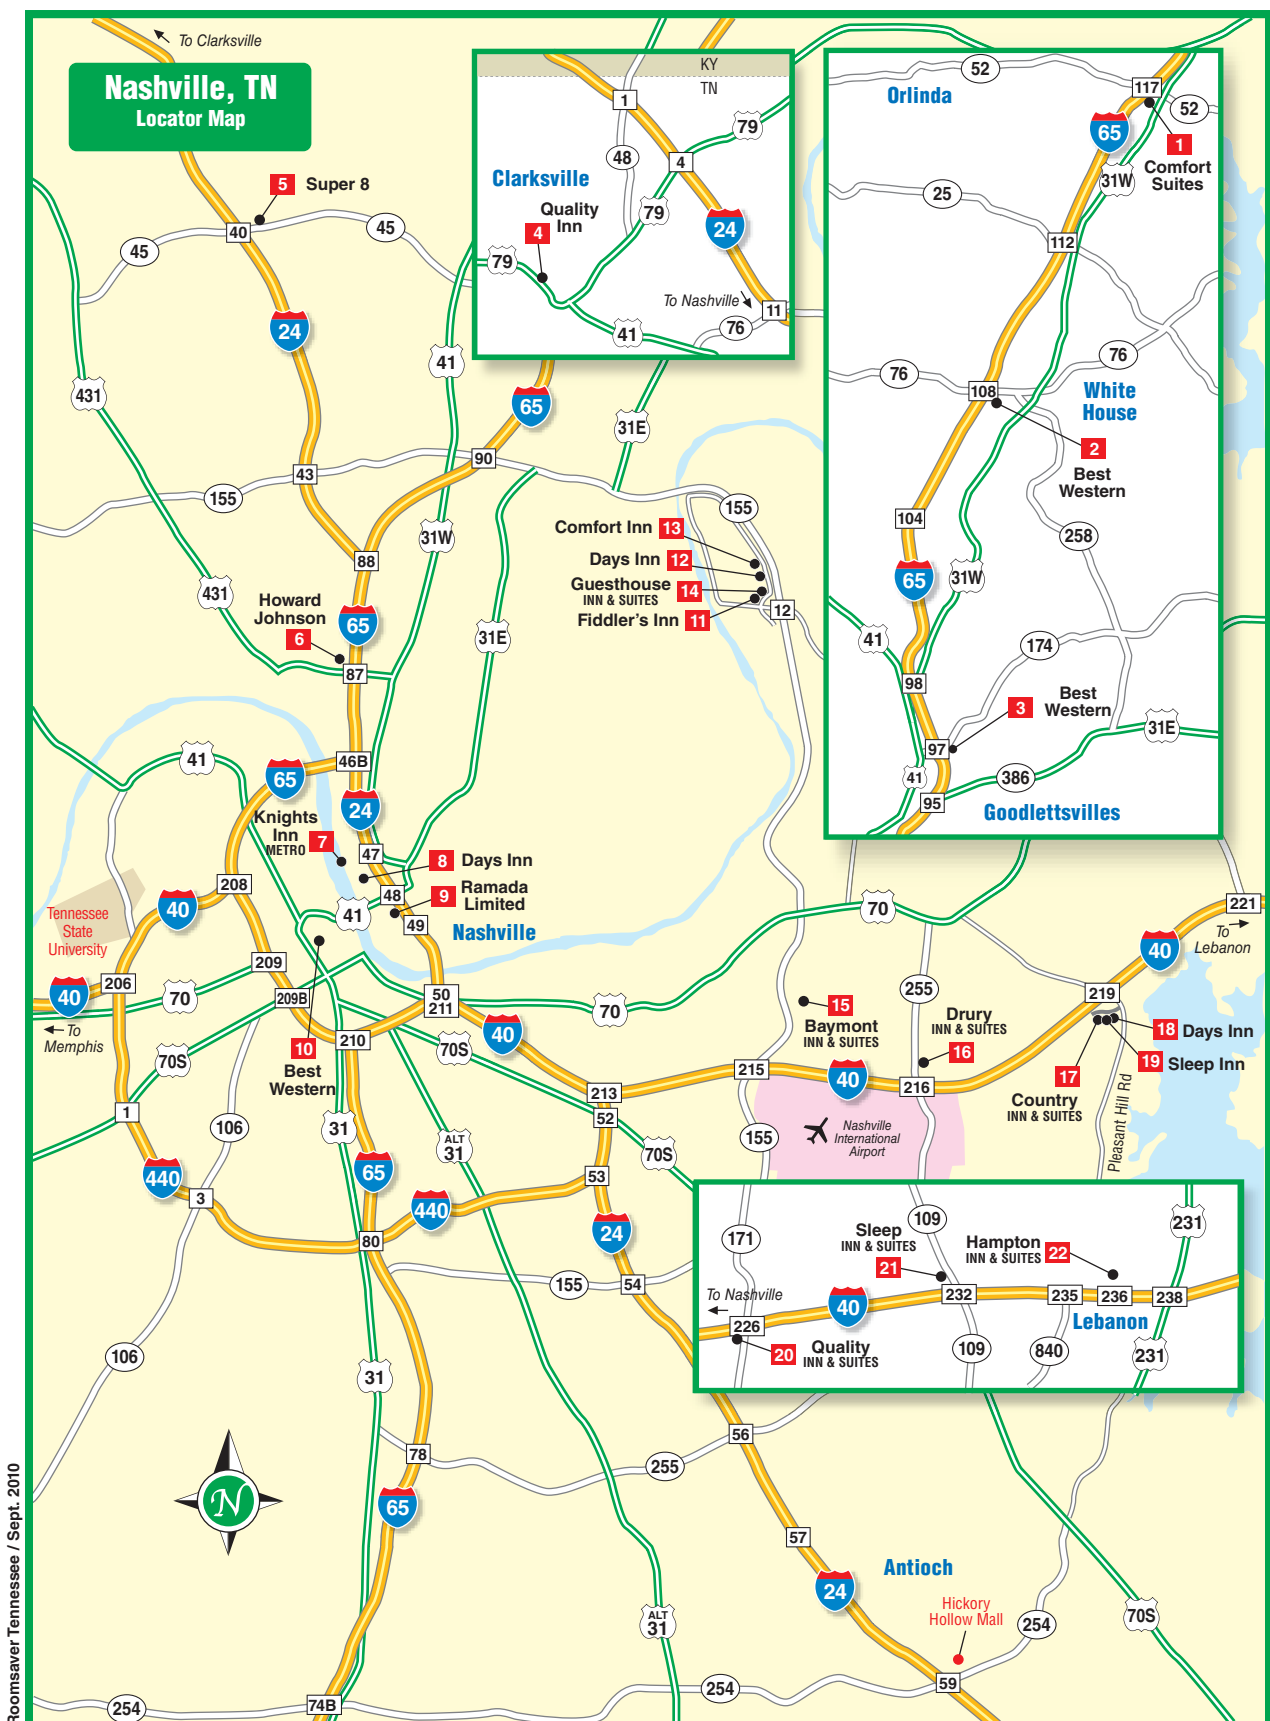 To Clarksville
Nashville, TN
Locator Map
5 Super 8
40
45
45
24
431
41
65
31E
90
43
155
155
31W
88
431
Howard
Johnson
6
65
87
31E
Comfort Inn 13
Days Inn 12
Guesthouse 14
INN & SUITES
Fiddler's Inn 11
12
KY
TN
1
79
48
4
Clarksville
79
Quality
Inn
4
24
79
To Nashville
11
76
41
52
Orlinda
117
52
65
1
Comfort
Suites
31W
25
112
76
76
108
White
House
2
Best
Western
104
258
65
31W
41
174
98
3
Best
Western
97
31E
41
386
95
Goodlettsvilles
41
65
46B
24
Knights
Inn
METRO
7
47
8 Days Inn
208
48
9
Ramada
Limited
40
41
49
Nashville
Tennessee
State
University
70
221
To
Lebanon
40
209
206
40
70
209B
50
211
255
219
70
15
Baymont
INN & SUITES
Drury
INN & SUITES
16
18 Days Inn
To
Memphis
210
40
10
Best
Western
70S
70S
19 Sleep Inn
17
Country
INN & SUITES
215
40
216
213
1
106
31
52
155
Nashville
International
Airport
Pleasant Hill Rd
ALT
31
70S
440
65
53
3
440
24
80
155
54
171
109
231
Sleep
INN & SUITES
21
Hampton
INN & SUITES
22
To Nashville
40
232
235
236
238
226
Lebanon
20
Quality
INN & SUITES
109
840
231
106
31
56
78
255
N
65
57
24
Antioch
Hickory
Hollow Mall
254
70S
ALT
31
59
254
74B
254
Roomsaver Tennessee / Sept. 2010